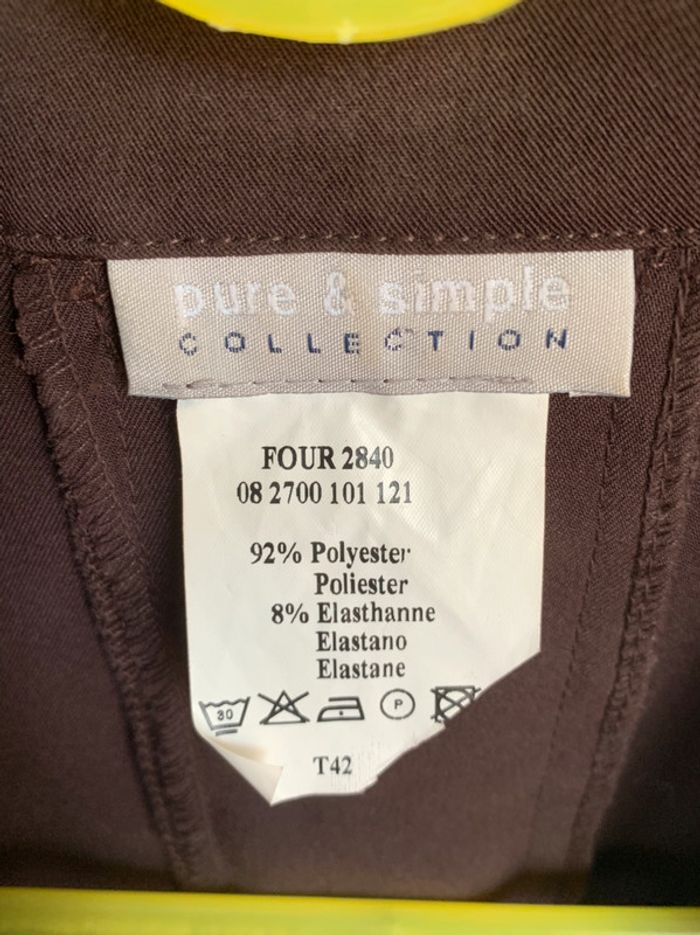 pure & simple
COLLECTION
FOUR 2840
08 2700 101 121
92% Polyester
Poliester
8% Elasthanne
Elastano
Elastane
30 P
T42